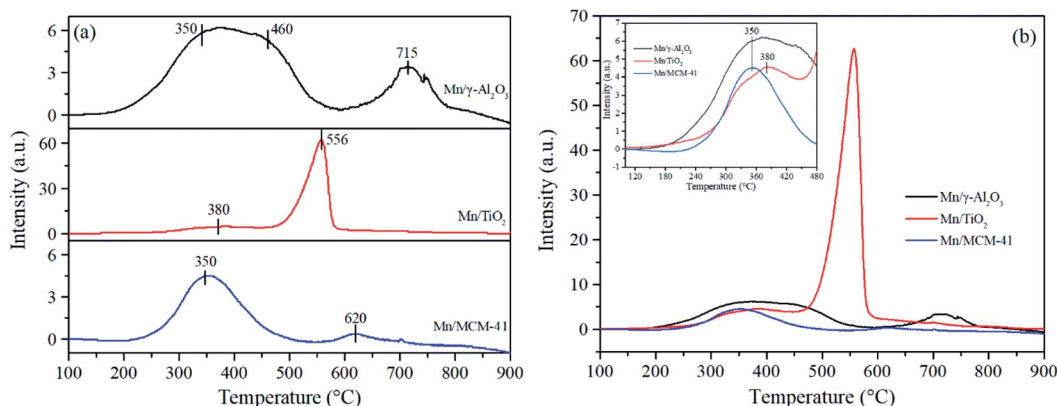 (a)
350
460
715
Mn/γ-Al₂O₃
6
3
0
556
Mn/TiO₂
380
60
30
0
350
620
Mn/MCM-41
6
3
0
Intensity (a.u.)
100 200 300 400 500 600 700 800 900
Temperature (°C)
(b)
70
60
50
40
30
20
10
0
Intensity (a.u.)
Mn/γ-Al₂O₃
Mn/TiO₂
Mn/MCM-41
100 200 300 400 500 600 700 800 900
Temperature (°C)
7
6
5
4
3
2
1
0
-1
Intensity (a.u.)
Mn/γ-Al₂O₃
Mn/TiO₂
Mn/MCM-41
350
380
120 180 240 300 360 420 480
Temperature (°C)